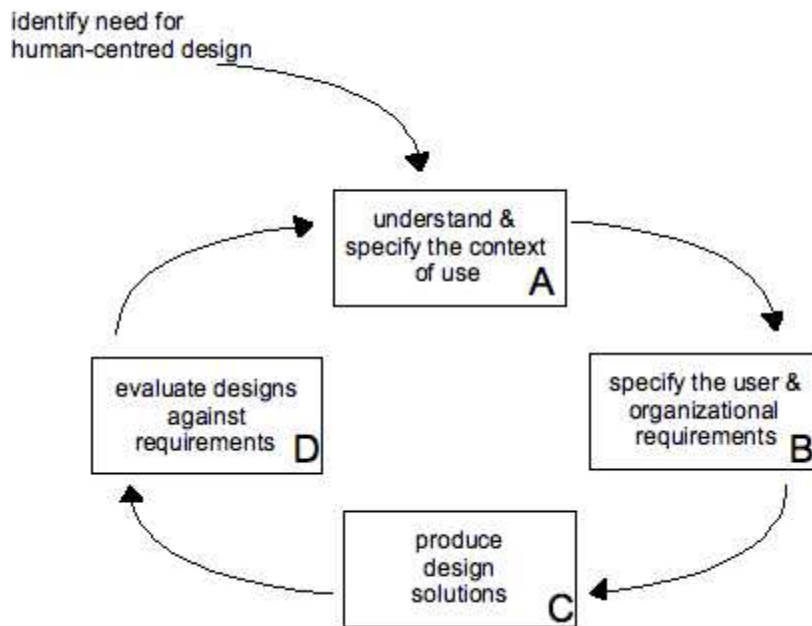 identify need for
human-centred design
understand &
specify the context
of use
A
specify the user &
organizational
requirements
B
produce
design
solutions
C
evaluate designs
against
requirements
D